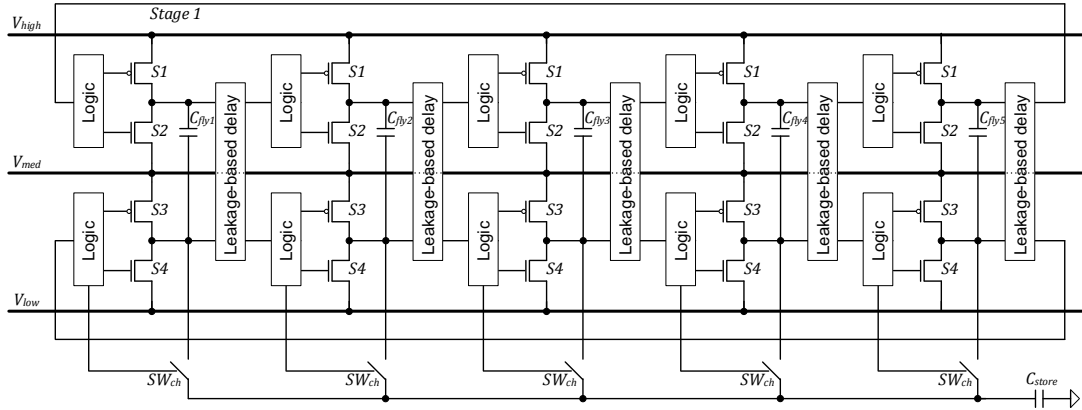 Stage 1
Vhigh
S1 S1 S1 S1 S1
Logic Logic Logic Logic Logic
Cfly1 Cfly2 Cfly3 Cfly4 Cfly5
S2 S2 S2 S2 S2
Leakage-based delay Leakage-based delay Leakage-based delay Leakage-based delay Leakage-based delay
Vmed
S3 S3 S3 S3 S3
Logic Logic Logic Logic Logic
S4 S4 S4 S4 S4
Vlow
SWch SWch SWch SWch SWch
Cstore